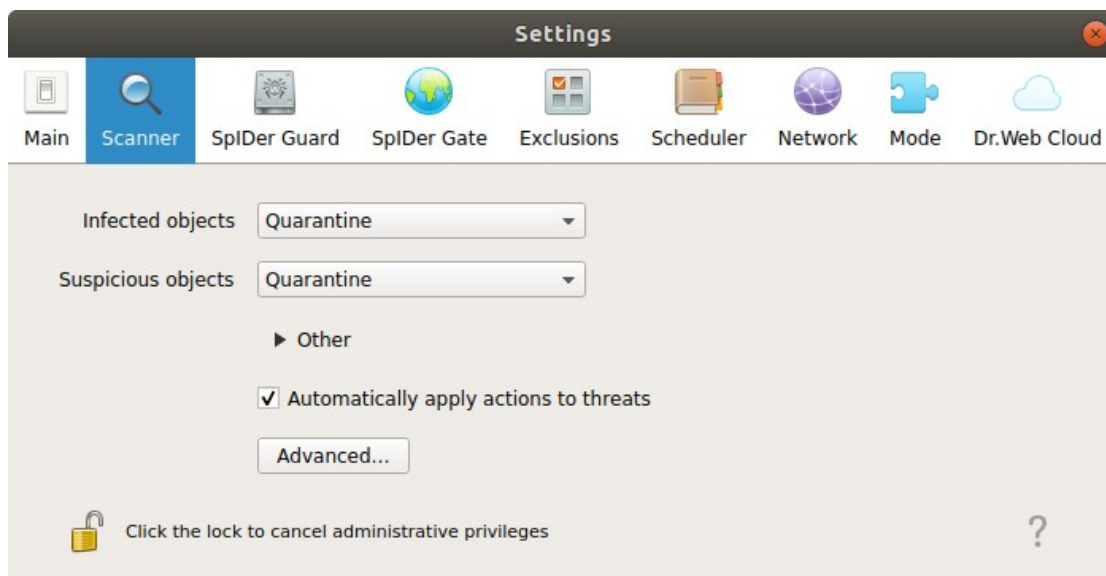 Settings
Main Scanner SpIDer Guard SpIDer Gate Exclusions Scheduler Network Mode Dr.Web Cloud
Infected objects Quarantine
Suspicious objects Quarantine
Other
Automatically apply actions to threats
Advanced...
Click the lock to cancel administrative privileges ?